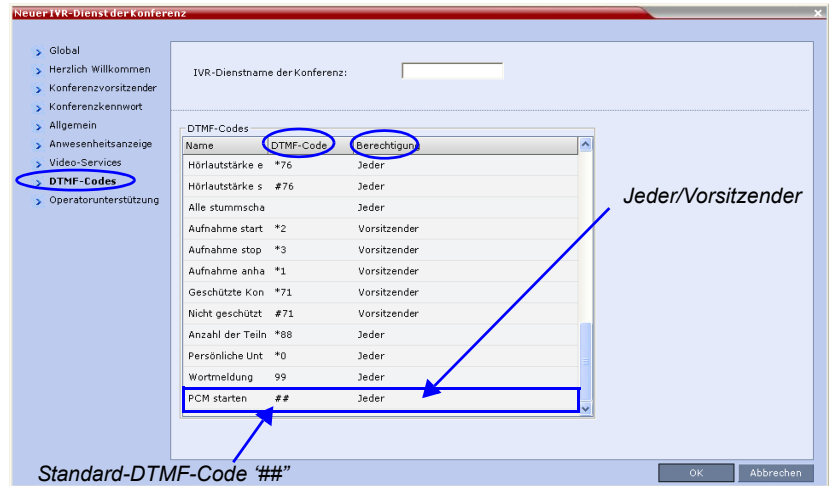 Neuer IVR-Dienst der Konferenz
Global
Herzlich Willkommen
Konferenzvorsitzender
Konferenzkennwort
Allgemein
Anwesenheitsanzeige
Video-Services
DTMF-Codes
Operatorunterstützung
IVR-Dienstname der Konferenz:
DTMF-Codes
Name DTMF-Code Berechtigung
Hörlautstärke e *76 Jeder
Hörlautstärke s #76 Jeder
Alle stummscha Jeder
Aufnahme start *2 Vorsitzender
Aufnahme stop *3 Vorsitzender
Aufnahme anha *1 Vorsitzender
Geschützte Kon *71 Vorsitzender
Nicht geschützt #71 Vorsitzender
Anzahl der Teiln *88 Jeder
Persönliche Unt *0 Jeder
Wortmeldung 99 Jeder
PCM starten ## Jeder
Jeder/Vorsitzender
Standard-DTMF-Code ‘##”
OK Abbrechen